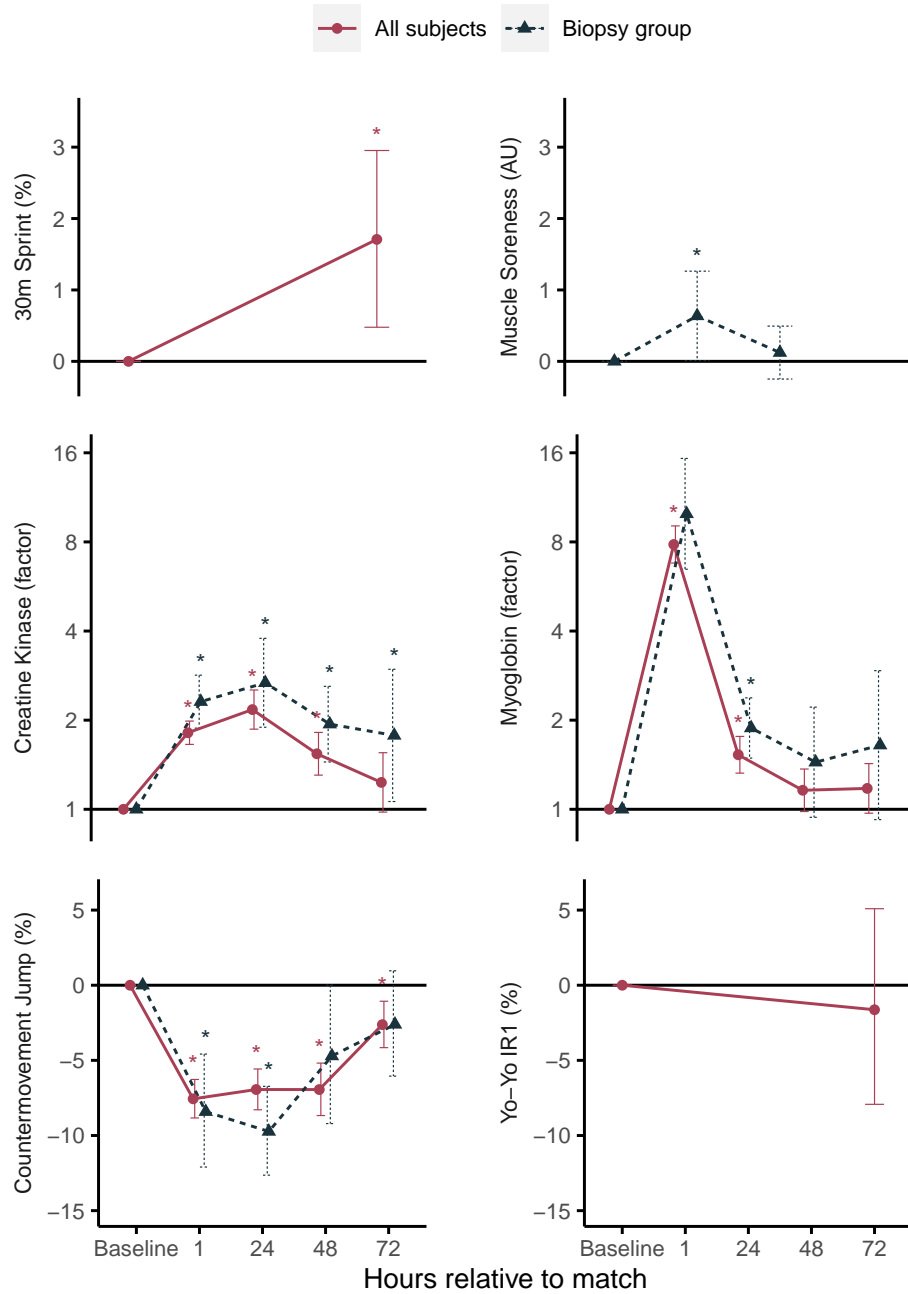 All subjects Biopsy group
30m Sprint (%)
3
2
1
0
*
Muscle Soreness (AU)
3
2
1
0
*
Creatine Kinase (factor)
16
8
4
2
1
* * * * * * *
Myoglobin (factor)
16
8
4
2
1
* * *
Countermovement Jump (%)
5
0
−5
−10
−15
* * * * * *
Baseline 1 24 48 72
Yo−Yo IR1 (%)
5
0
−5
−10
−15
Baseline 1 24 48 72
Hours relative to match